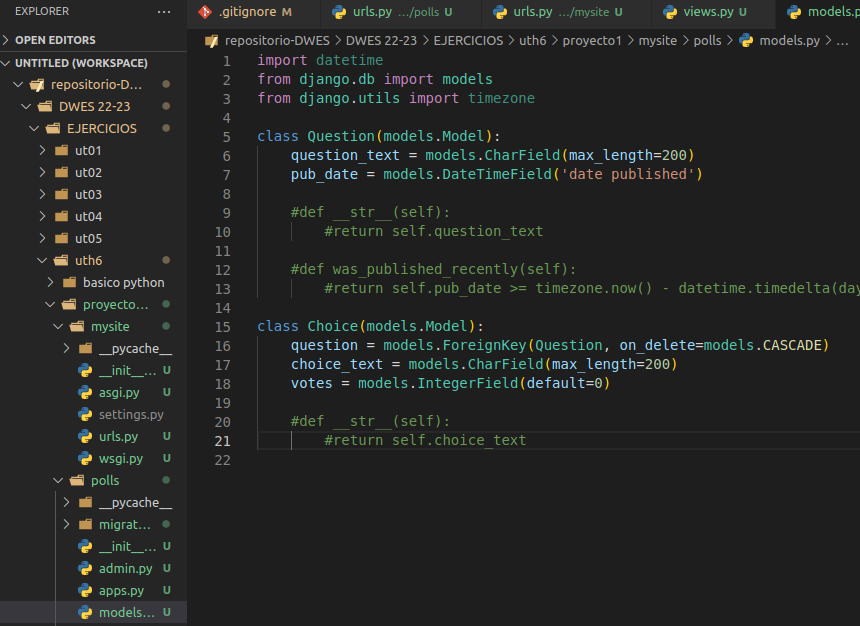 EXPLORER ...
OPEN EDITORS
UNTITLED (WORKSPACE)
repositorio-D...
DWES 22-23
EJERCICIOS
ut01
ut02
ut03
ut04
ut05
uth6
basico python
proyecto...
mysite
__pycache__
__init__... U
asgi.py U
settings.py
urls.py U
wsgi.py U
polls
__pycache__
migrat...
__init__... U
admin.py U
apps.py U
models... U
.gitignore M
urls.py .../polls U
urls.py .../mysite U
views.py U
models.p
repositorio-DWES > DWES 22-23 > EJERCICIOS > uth6 > proyecto1 > mysite > polls > models.py > ...
1 import datetime
2 from django.db import models
3 from django.utils import timezone
4
5 class Question(models.Model):
6 question_text = models.CharField(max_length=200)
7 pub_date = models.DateTimeField('date published')
8
9 #def __str__(self):
10 #return self.question_text
11
12 #def was_published_recently(self):
13 #return self.pub_date >= timezone.now() - datetime.timedelta(day
14
15 class Choice(models.Model):
16 question = models.ForeignKey(Question, on_delete=models.CASCADE)
17 choice_text = models.CharField(max_length=200)
18 votes = models.IntegerField(default=0)
19
20 #def __str__(self):
21 #return self.choice_text
22